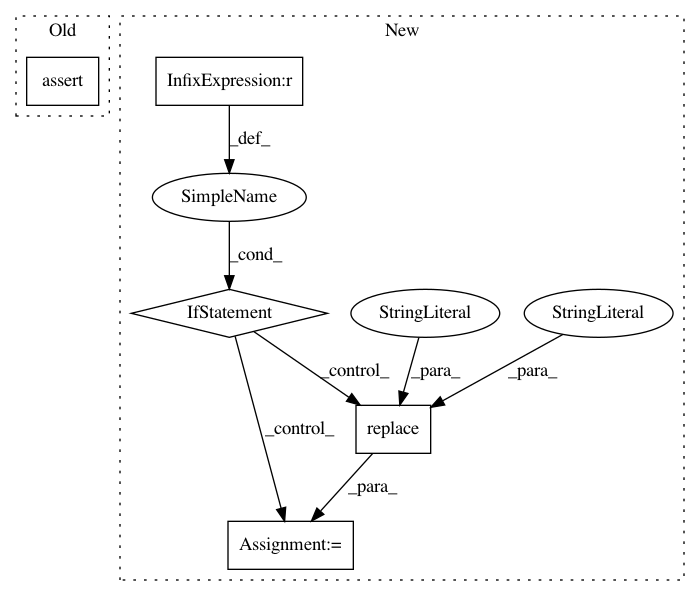 Old
New
assert
InfixExpression:r
_def_
SimpleName
_cond_
IfStatement
StringLiteral
StringLiteral
_control_
_para_
_para_
_control_
replace
_para_
Assignment:=